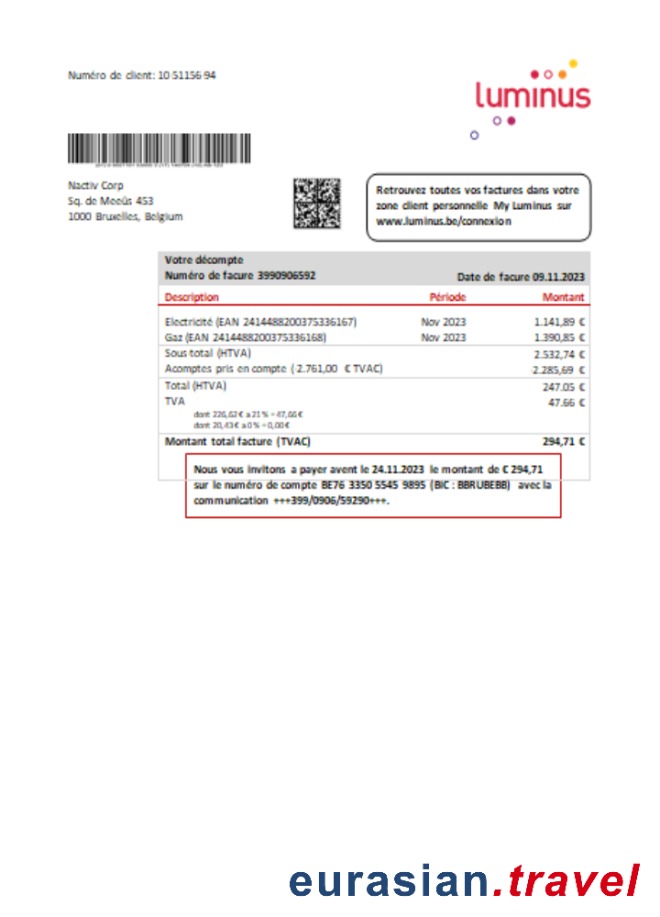 Numéro de client: 10 51156 94
luminus
Nactiv Corp
Sq. de Meeûs 453
1000 Bruxelles, Belgium
Retrouvez toutes vos factures dans votre
zone client personnelle My Luminus sur
www.luminus.be/connexion
Votre décompte
Numéro de facure 3990906592 Date de facure 09.11.2023
Description Période Montant
Electricité (EAN 2414488200375336167) Nov 2023 1.141,89 €
Gaz (EAN 2414488200375336168) Nov 2023 1.390,85 €
Sous total (HTVA) 2.532,74 €
Acomptes pris en compte (-2.761,00 € TVAC) -2.285,69 €
Total (HTVA) 247.05 €
TVA 47.66 €
dont 226,62 € a 21% = 47,66 €
dont 20,43 € a 0% = 0,00 €
Montant total facture (TVAC) 294,71 €
Nous vous invitons a payer avent le 24.11.2023 le montant de € 294,71
sur le numéro de compte BE76 3350 5545 9895 (BIC : BBRUBEBB) avec la
communication +++399/0906/59290+++.
eurasian.travel